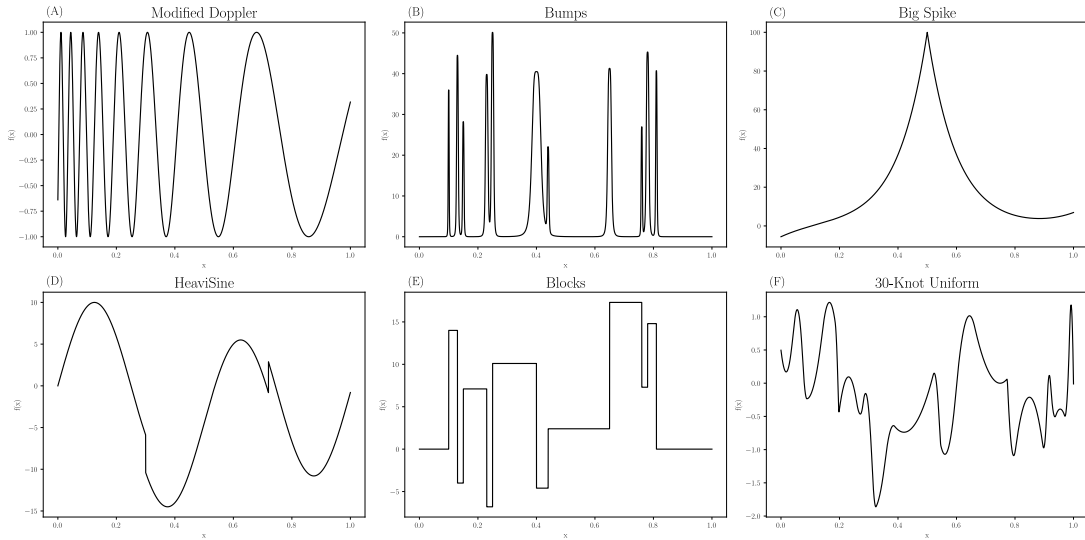 (A) Modified Doppler
1.00
0.75
0.50
0.25
0.00
−0.25
−0.50
−0.75
−1.00
f(x)
0.0 0.2 0.4 0.6 0.8 1.0
x
(B) Bumps
50
40
30
20
10
0
f(x)
0.0 0.2 0.4 0.6 0.8 1.0
x
(C) Big Spike
100
80
60
40
20
0
f(x)
0.0 0.2 0.4 0.6 0.8 1.0
x
(D) HeaviSine
10
5
0
−5
−10
−15
f(x)
0.0 0.2 0.4 0.6 0.8 1.0
x
(E) Blocks
15
10
5
0
−5
f(x)
0.0 0.2 0.4 0.6 0.8 1.0
x
(F) 30-Knot Uniform
1.0
0.5
0.0
−0.5
−1.0
−1.5
−2.0
f(x)
0.0 0.2 0.4 0.6 0.8 1.0
x